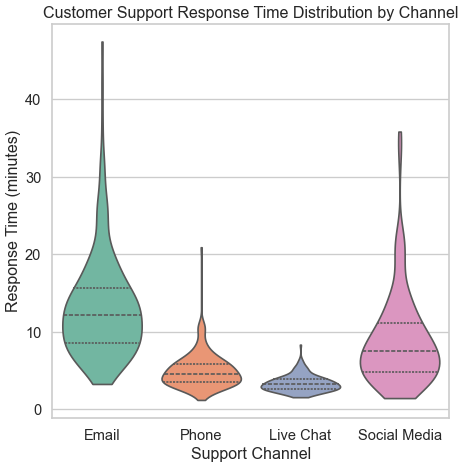 Customer Support Response Time Distribution by Channel
Response Time (minutes)
40
30
20
10
0
Email
Phone
Live Chat
Social Media
Support Channel